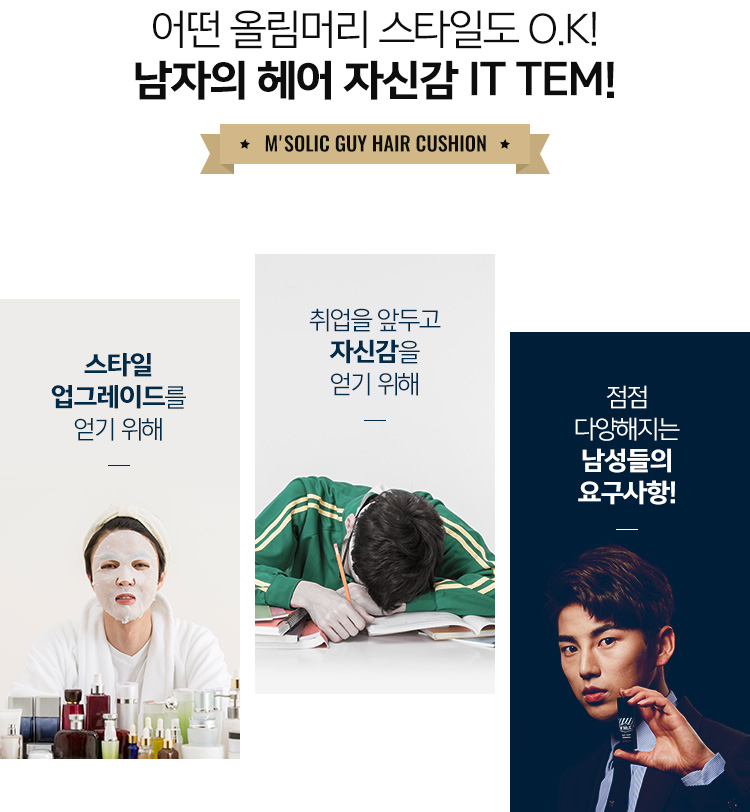 어떤 올림머리 스타일도 O.K!
남자의 헤어 자신감 IT TEM!
★ M'SOLIC GUY HAIR CUSHION ★
스타일
업그레이드를
얻기 위해
취업을 앞두고
자신감을
얻기 위해
점점
다양해지는
남성들의
요구사항!